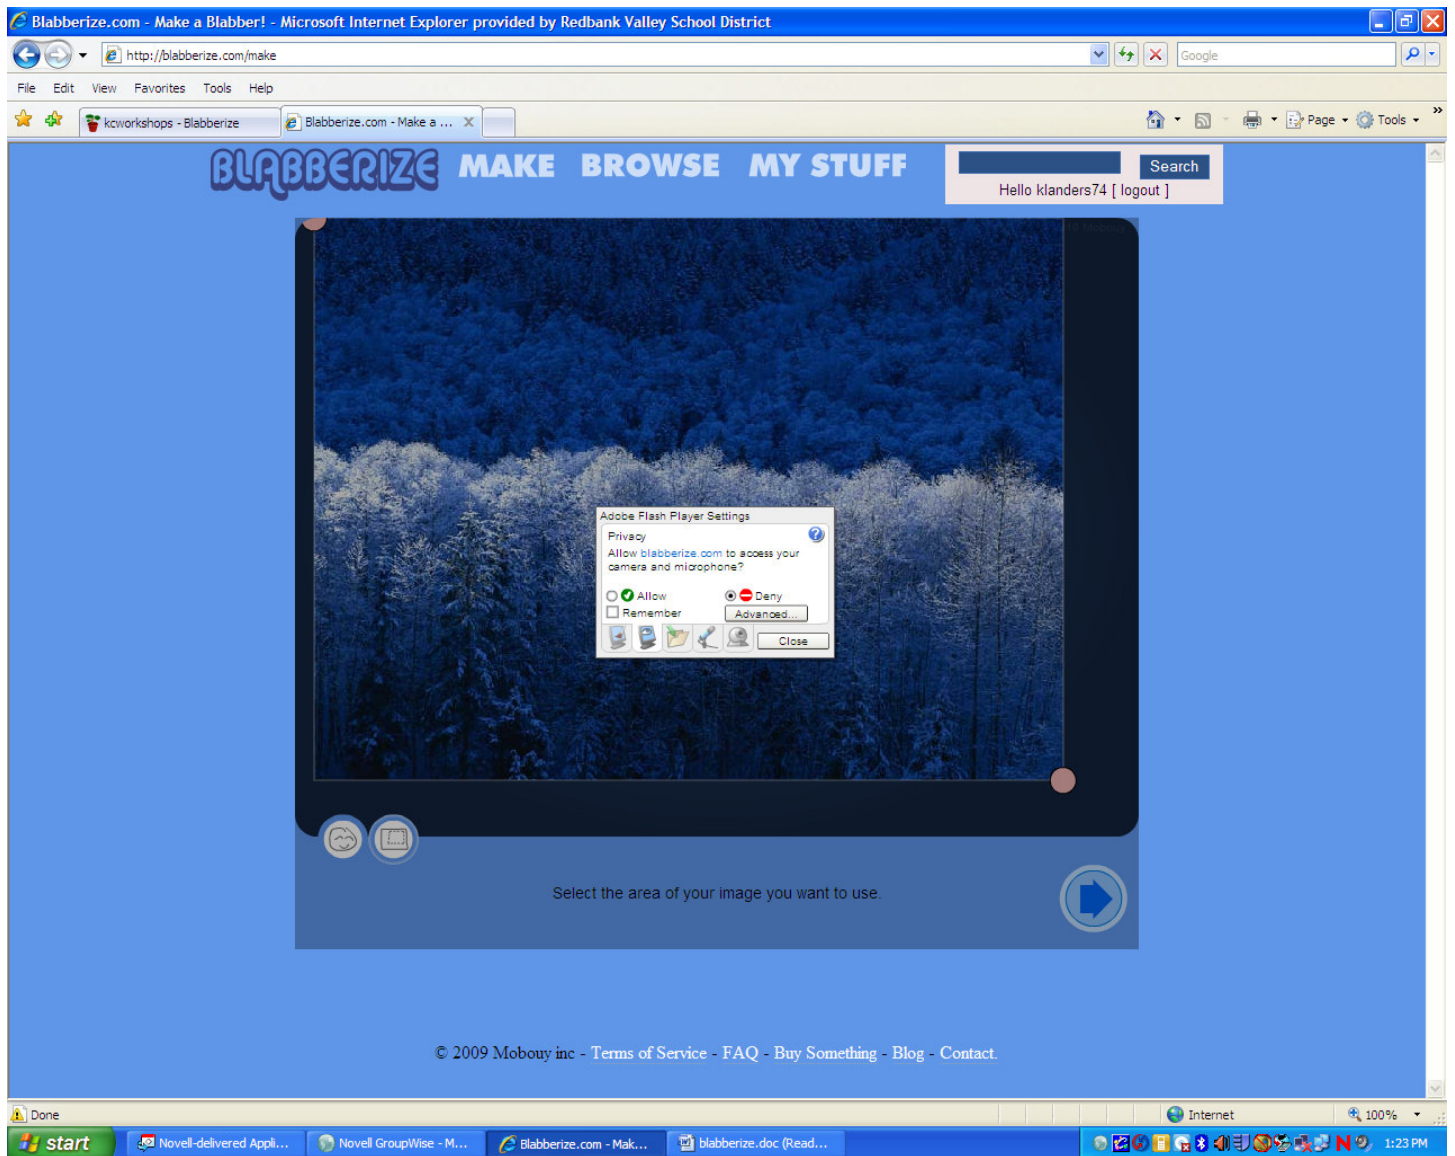 Blabberize.com - Make a Blabber! - Microsoft Internet Explorer provided by Redbank Valley School District
http://blabberize.com/make
Google
File Edit View Favorites Tools Help
kcworkshops - Blabberize
Blabberize.com - Make a ...
Page
Tools
BLABBERIZE MAKE BROWSE MY STUFF
Search
Hello klanders74 [ logout ]
Mobouy
Adobe Flash Player Settings
Privacy
Allow blabberize.com to access your
camera and microphone?
Allow
Deny
Remember
Advanced...
Close
Select the area of your image you want to use.
© 2009 Mobouy inc - Terms of Service - FAQ - Buy Something - Blog - Contact.
Done
Internet
100%
start
Novell-delivered Appli...
Novell GroupWise - M...
Blabberize.com - Mak...
blabberize.doc (Read...
1:23 PM